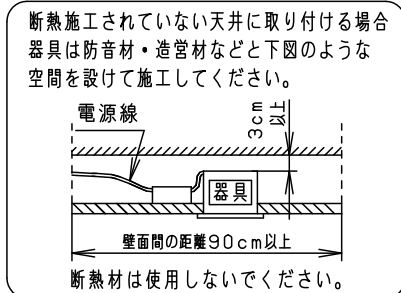 断熱施工されていない天井に取り付ける場合
器具は防音材・造営材などと下図のような
空間を設けて施工してください。
電源線
3cm
以上
器具
壁面間の距離90cm以上
断熱材は使用しないでください。